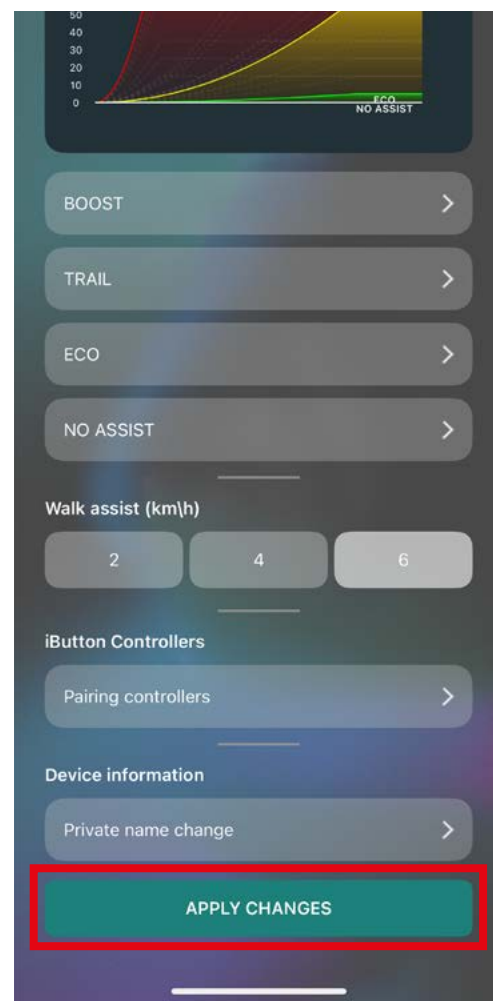 50
40
30
20
10
0
ECO
NO ASSIST
BOOST
TRAIL
ECO
NO ASSIST
Walk assist (km\h)
2 4 6
iButton Controllers
Pairing controllers
Device information
Private name change
APPLY CHANGES